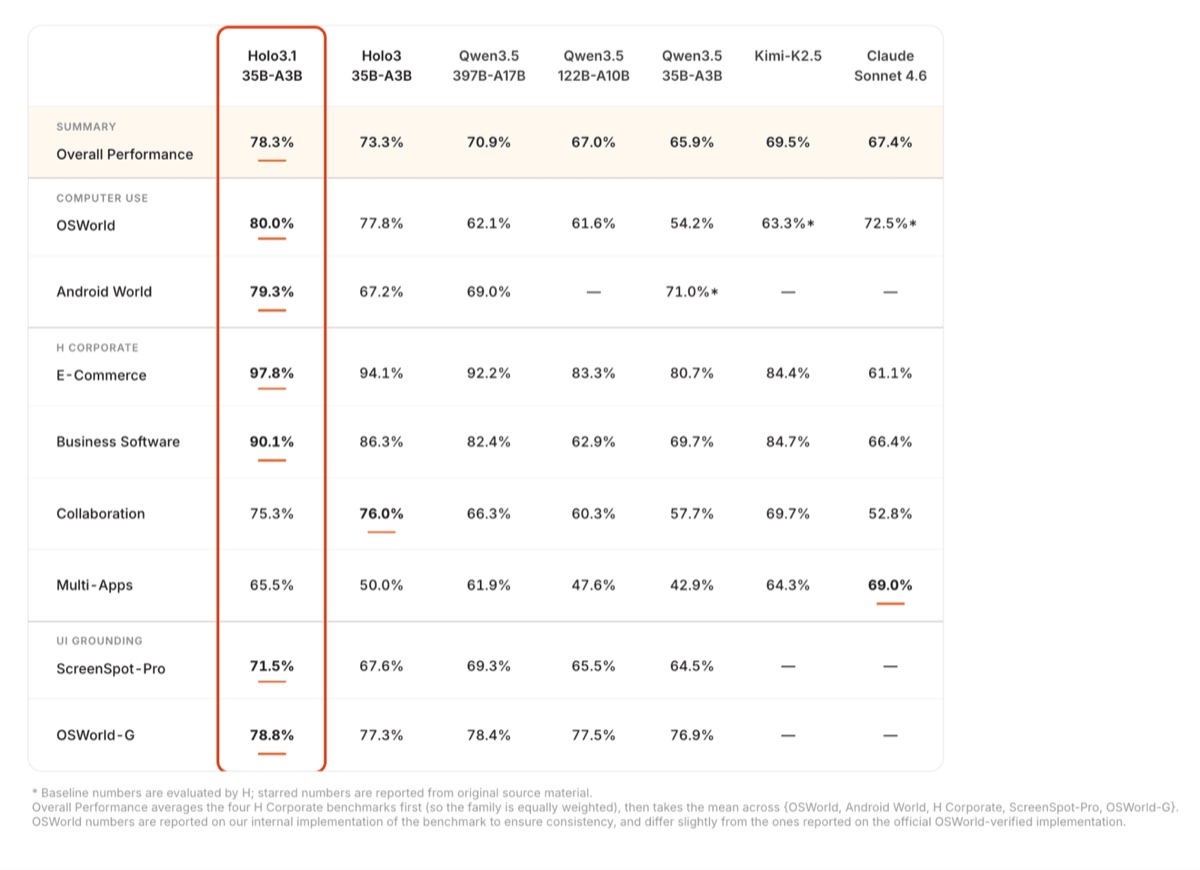 Holo3.1 35B-A3B	Holo3 35B-A3B	Qwen3.5 397B-A17B	Qwen3.5 122B-A10B	Qwen3.5 35B-A3B	Kimi-K2.5	Claude Sonnet 4.6
SUMMARY
Overall Performance	78.3%	73.3%	70.9%	67.0%	65.9%	69.5%	67.4%
COMPUTER USE
OSWorld	80.0%	77.8%	62.1%	61.6%	54.2%	63.3%*	72.5%*
Android World	79.3%	67.2%	69.0%	—	71.0%*	—	—
H CORPORATE
E-Commerce	97.8%	94.1%	92.2%	83.3%	80.7%	84.4%	61.1%
Business Software	90.1%	86.3%	82.4%	62.9%	69.7%	84.7%	66.4%
Collaboration	75.3%	76.0%	66.3%	60.3%	57.7%	69.7%	52.8%
Multi-Apps	65.5%	50.0%	61.9%	47.6%	42.9%	64.3%	69.0%
UI GROUNDING
ScreenSpot-Pro	71.5%	67.6%	69.3%	65.5%	64.5%	—	—
OSWorld-G	78.8%	77.3%	78.4%	77.5%	76.9%	—	—
* Baseline numbers are evaluated by H; starred numbers are reported from original source material.
Overall Performance averages the four H Corporate benchmarks first (so the family is equally weighted), then takes the mean across {OSWorld, Android World, H Corporate, ScreenSpot-Pro, OSWorld-G}.
OSWorld numbers are reported on our internal implementation of the benchmark to ensure consistency, and differ slightly from the ones reported on the official OSWorld-verified implementation.